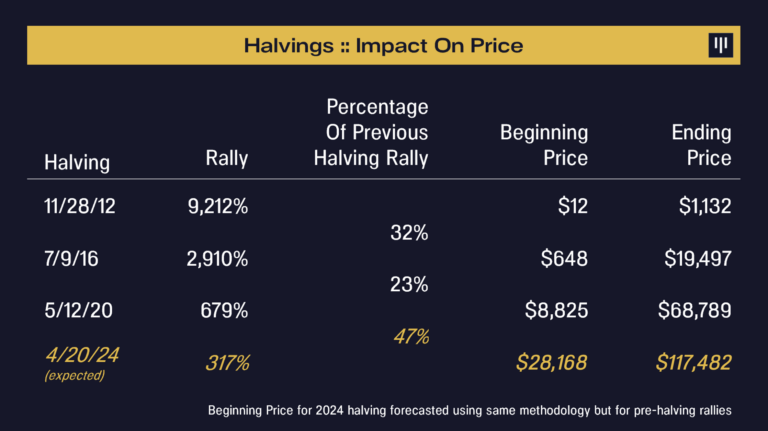 Halvings :: Impact On Price
Halving
Rally
Percentage
Of Previous
Halving Rally
Beginning
Price
Ending
Price
11/28/12 9,212% $12 $1,132
32%
7/9/16 2,910% $648 $19,497
23%
5/12/20 679% $8,825 $68,789
47%
4/20/24 317% $28,168 $117,482
(expected)
Beginning Price for 2024 halving forecasted using same methodology but for pre-halving rallies